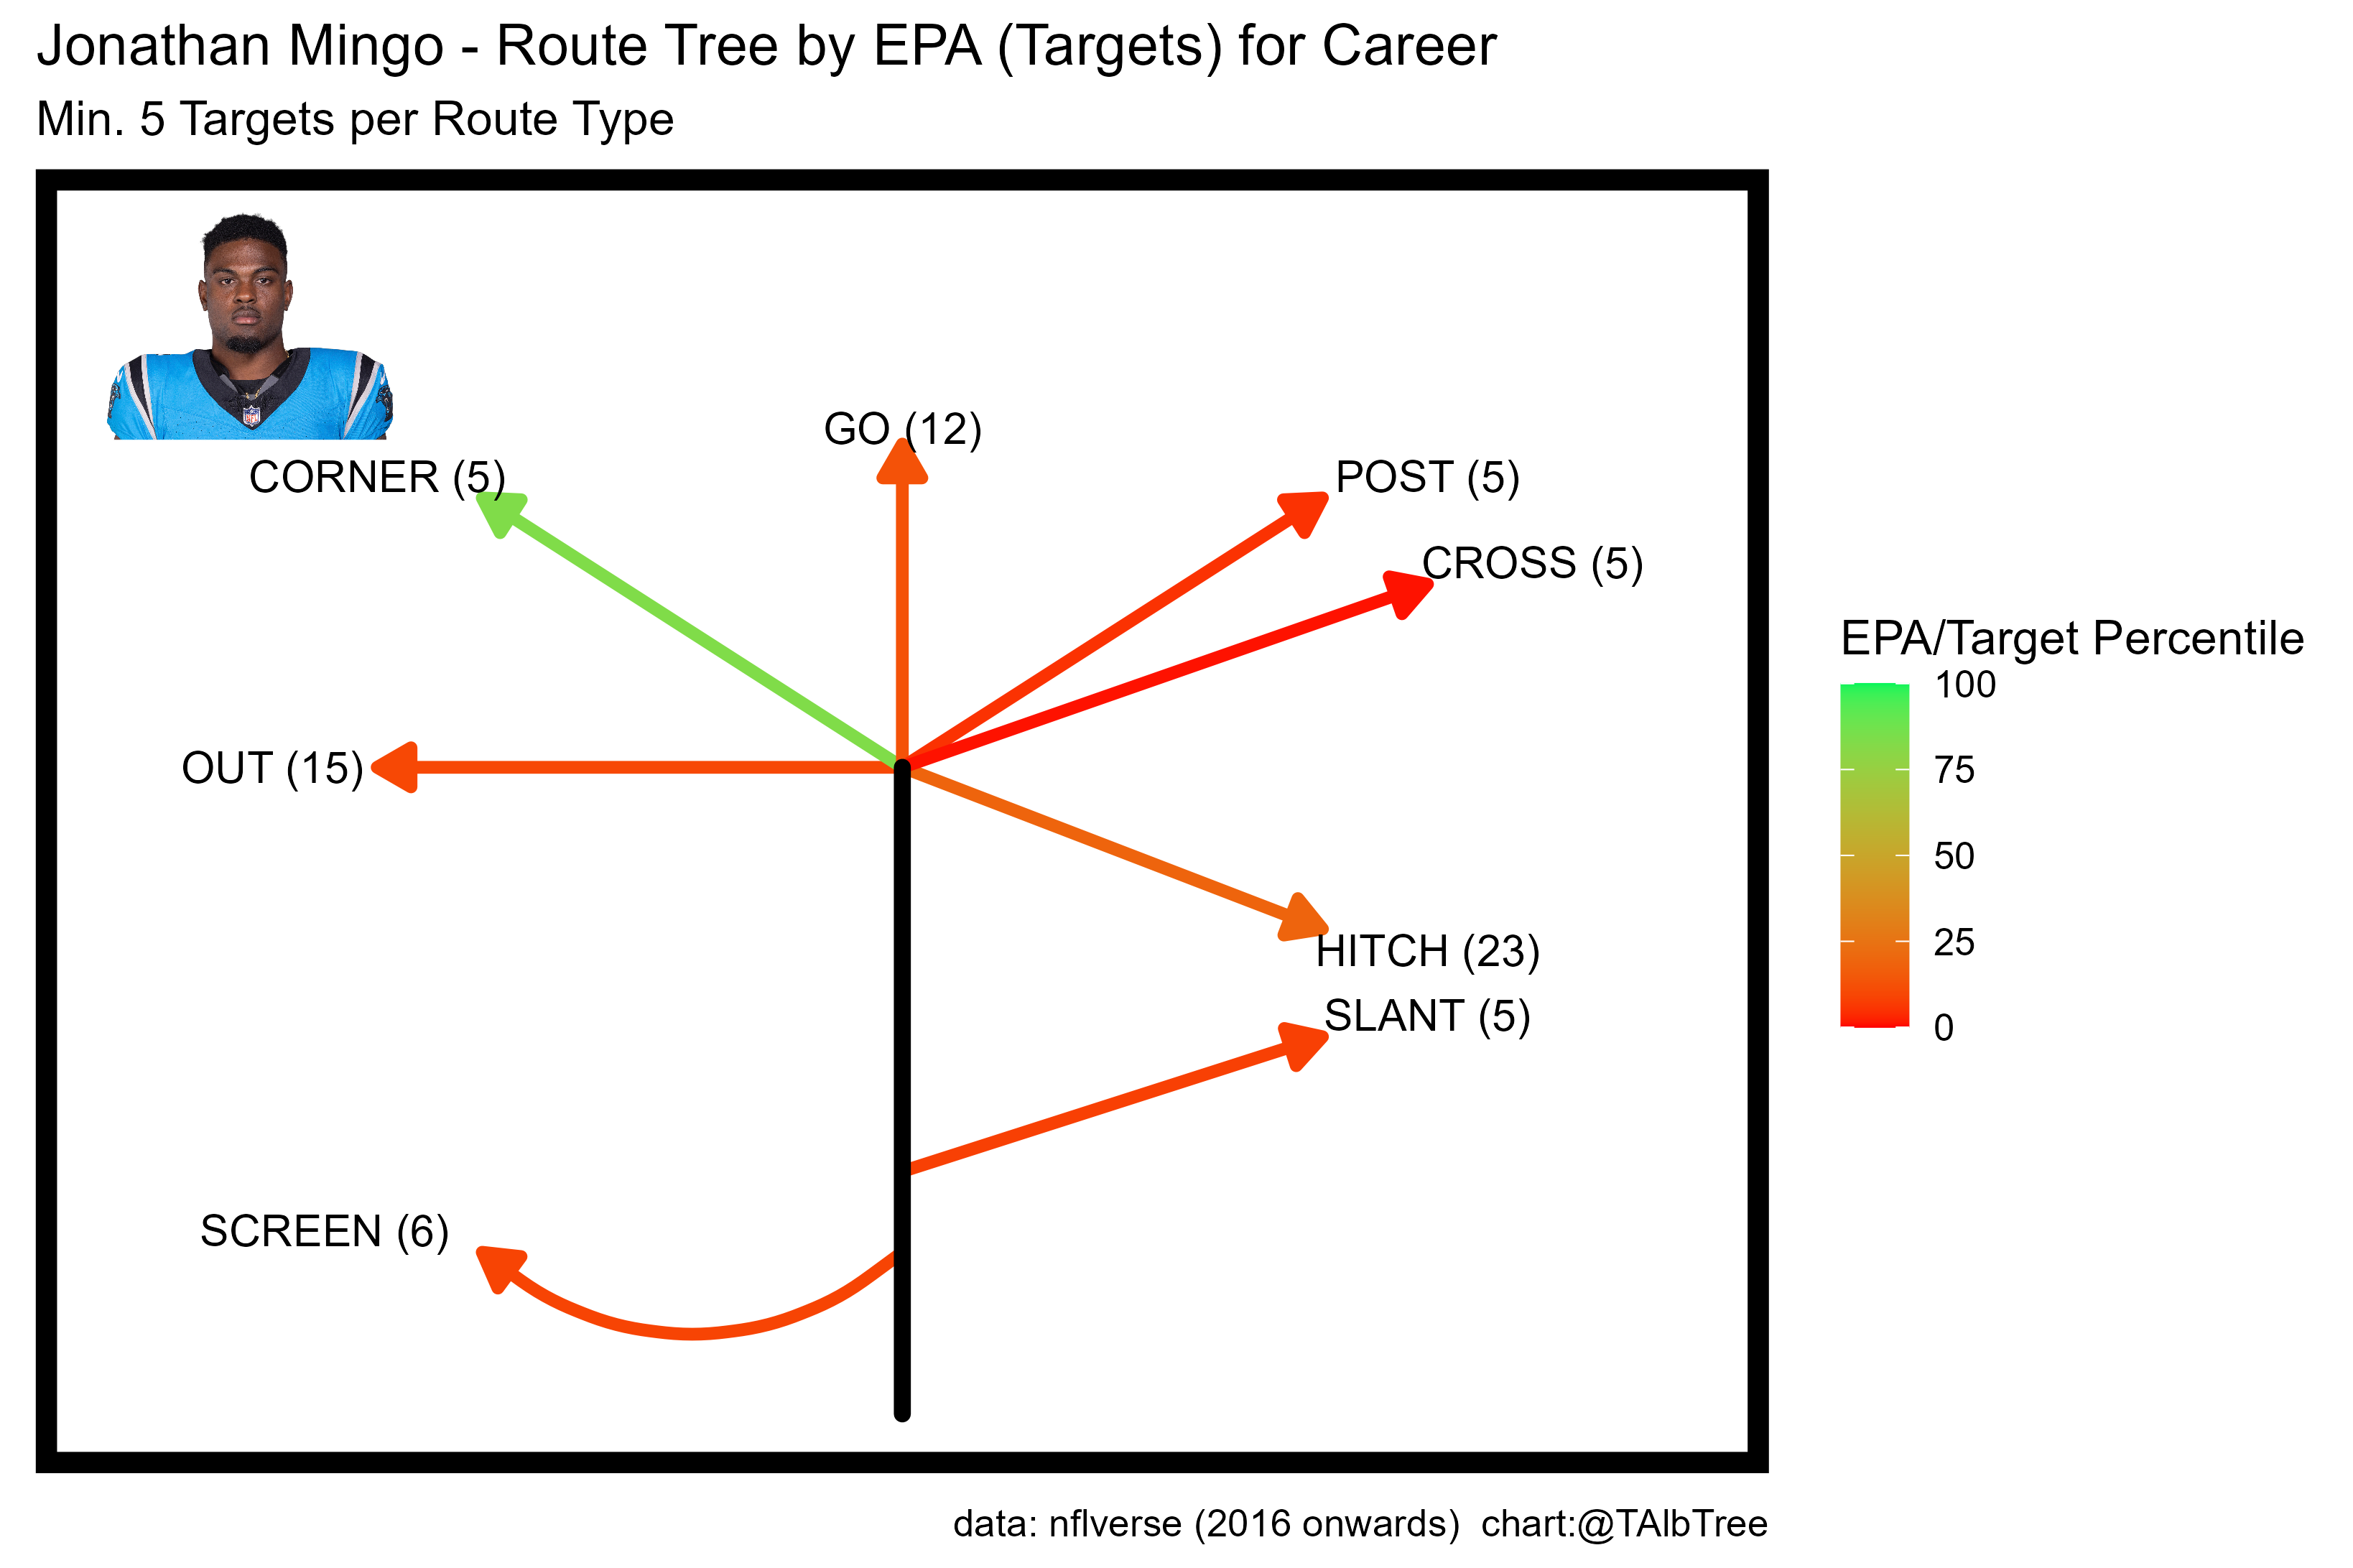 Jonathan Mingo - Route Tree by EPA (Targets) for Career
Min. 5 Targets per Route Type
GO (12)
CORNER (5)
POST (5)
CROSS (5)
OUT (15)
HITCH (23)
SLANT (5)
SCREEN (6)
EPA/Target Percentile
100
75
50
25
0
data: nflverse (2016 onwards)  chart:@TAlbTree